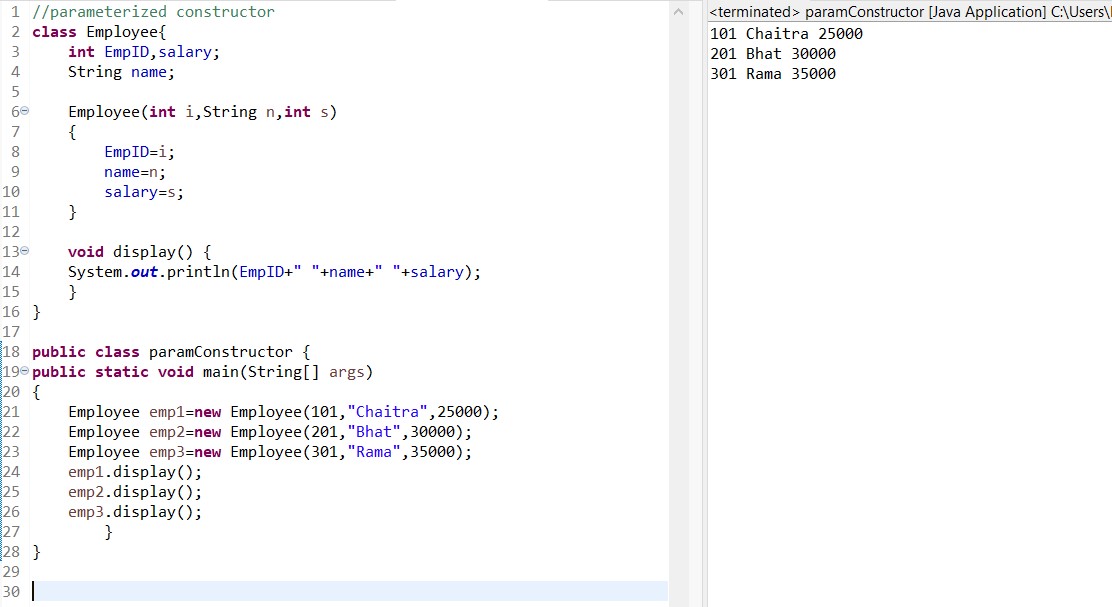 1 //parameterized constructor
2 class Employee{
3     int EmpID,salary;
4     String name;
5
6     Employee(int i,String n,int s)
7     {
8         EmpID=i;
9         name=n;
10         salary=s;
11     }
12
13     void display() {
14     System.out.println(EmpID+" "+name+" "+salary);
15     }
16 }
17
18 public class paramConstructor {
19 public static void main(String[] args)
20 {
21     Employee emp1=new Employee(101,"Chaitra",25000);
22     Employee emp2=new Employee(201,"Bhat",30000);
23     Employee emp3=new Employee(301,"Rama",35000);
24     emp1.display();
25     emp2.display();
26     emp3.display();
27         }
28 }
29
30
<terminated> paramConstructor [Java Application] C:\Users\
101 Chaitra 25000
201 Bhat 30000
301 Rama 35000